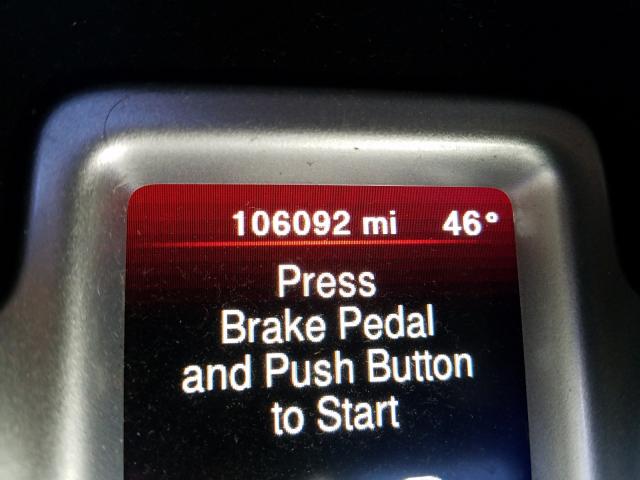 106092 mi 46°
Press
Brake Pedal
and Push Button
to Start